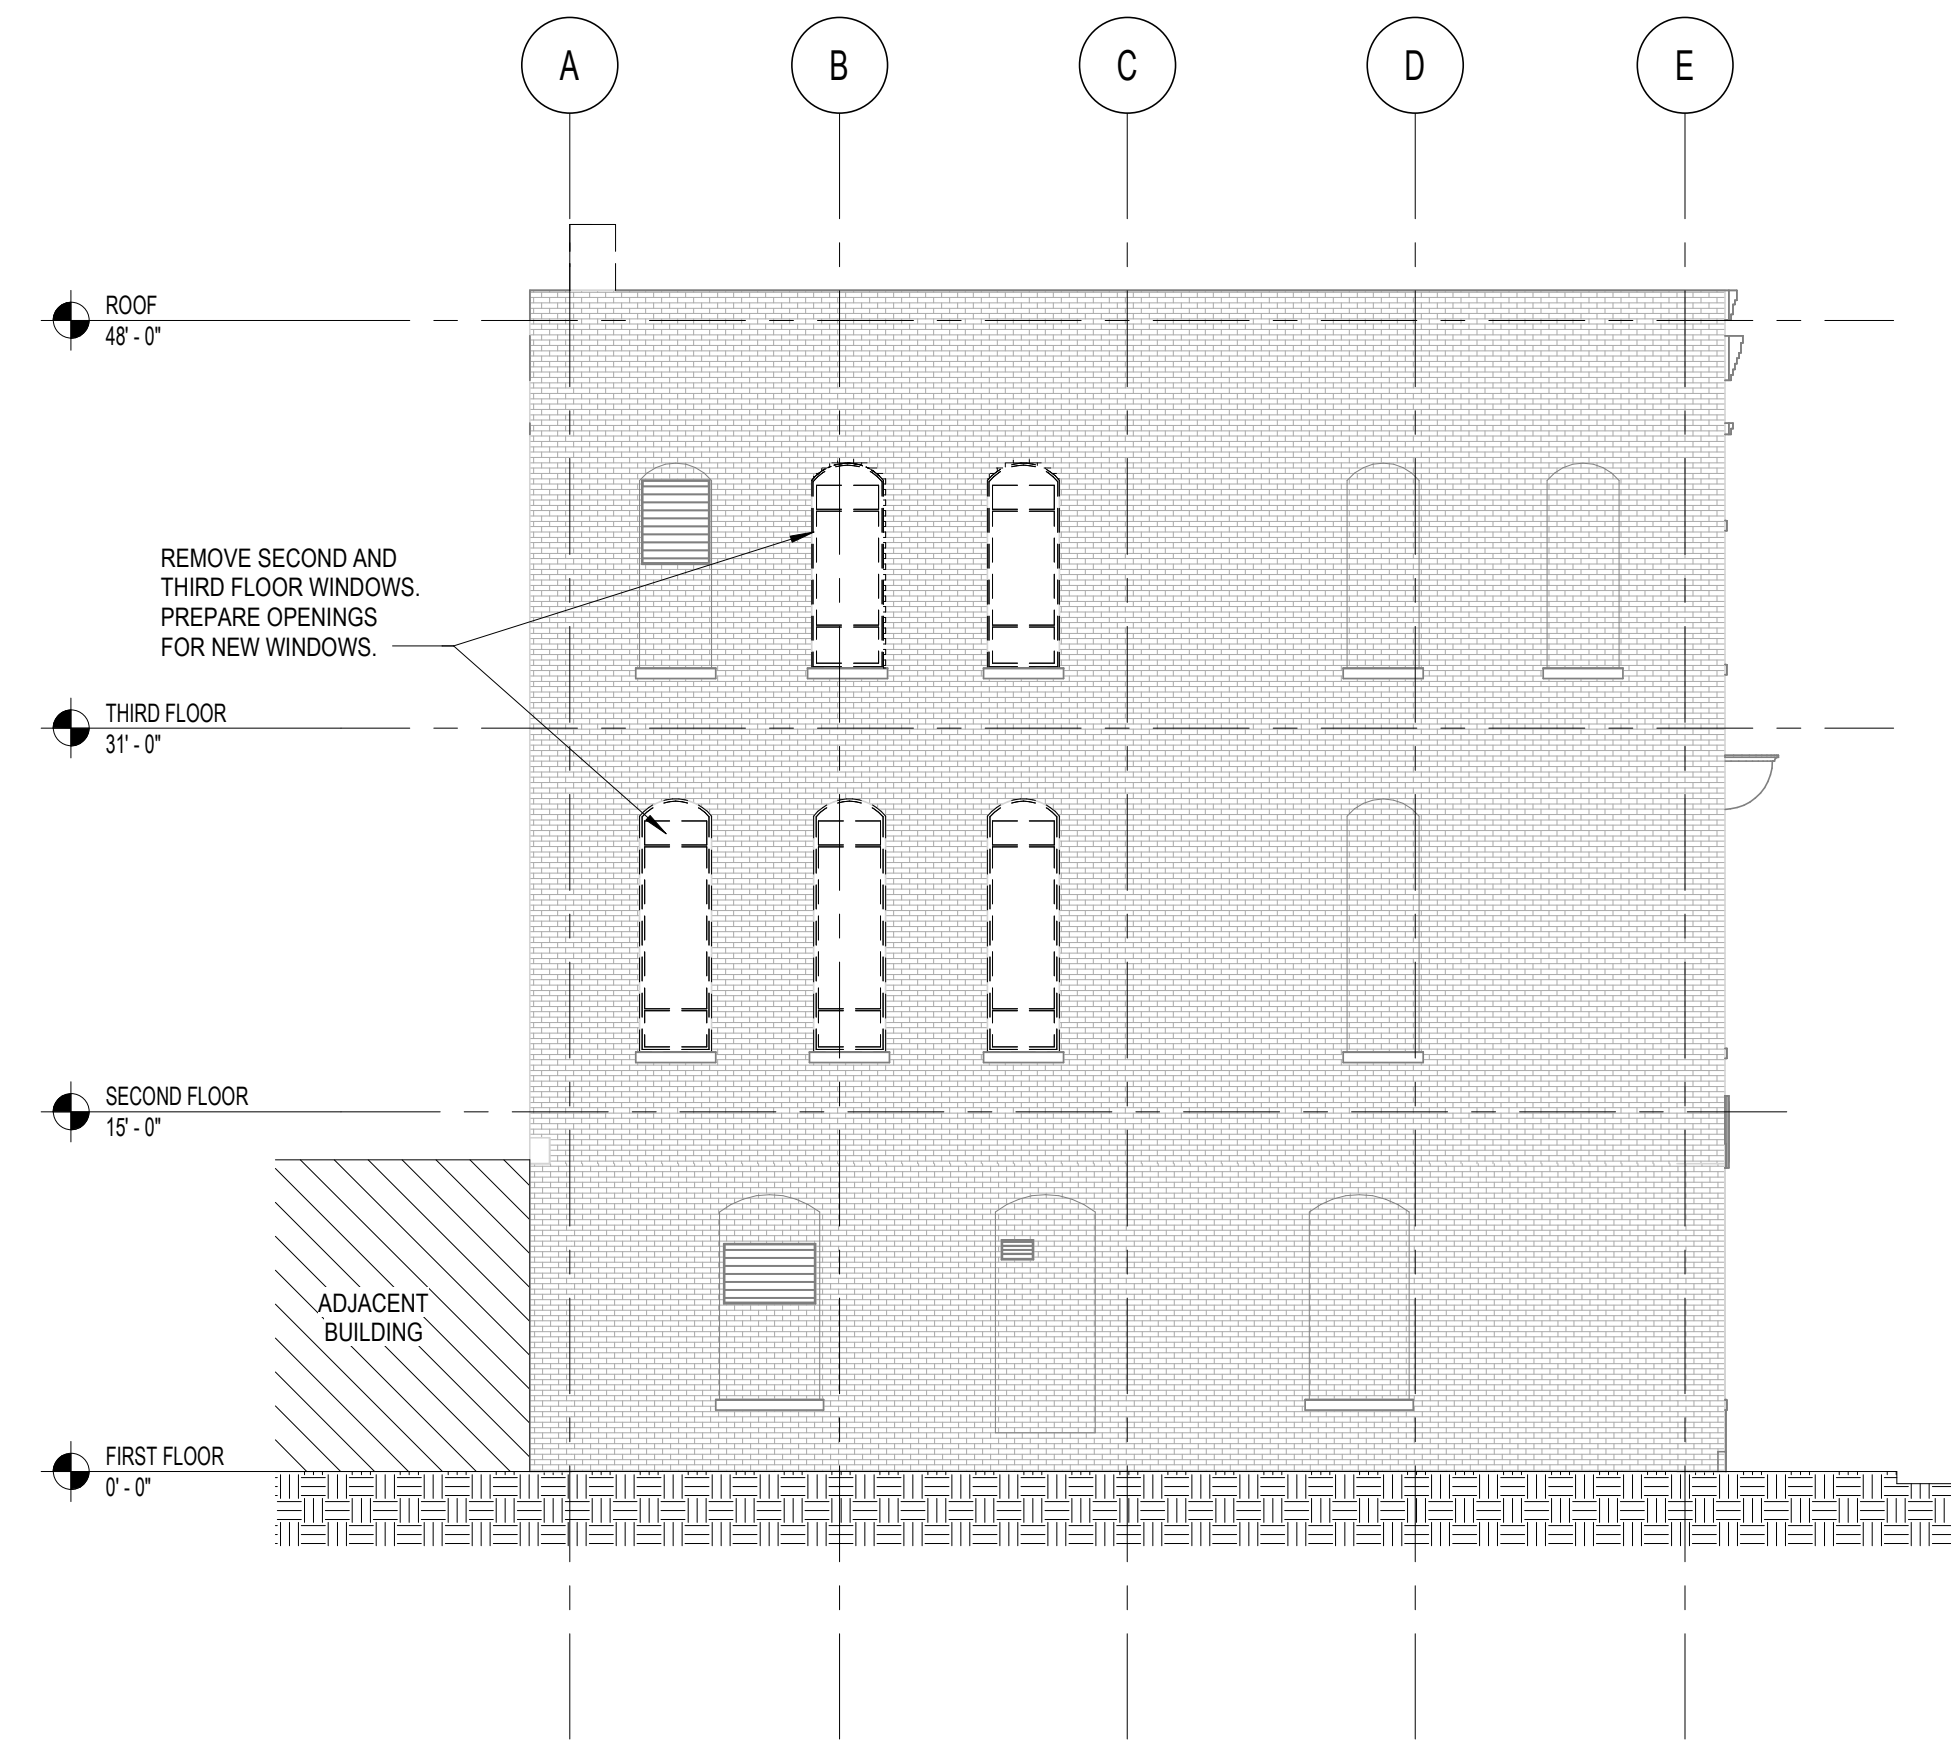 A
B
C
D
E
ROOF
48' - 0"
REMOVE SECOND AND
THIRD FLOOR WINDOWS.
PREPARE OPENINGS
FOR NEW WINDOWS.
THIRD FLOOR
31' - 0"
SECOND FLOOR
15' - 0"
ADJACENT
BUILDING
FIRST FLOOR
0' - 0"